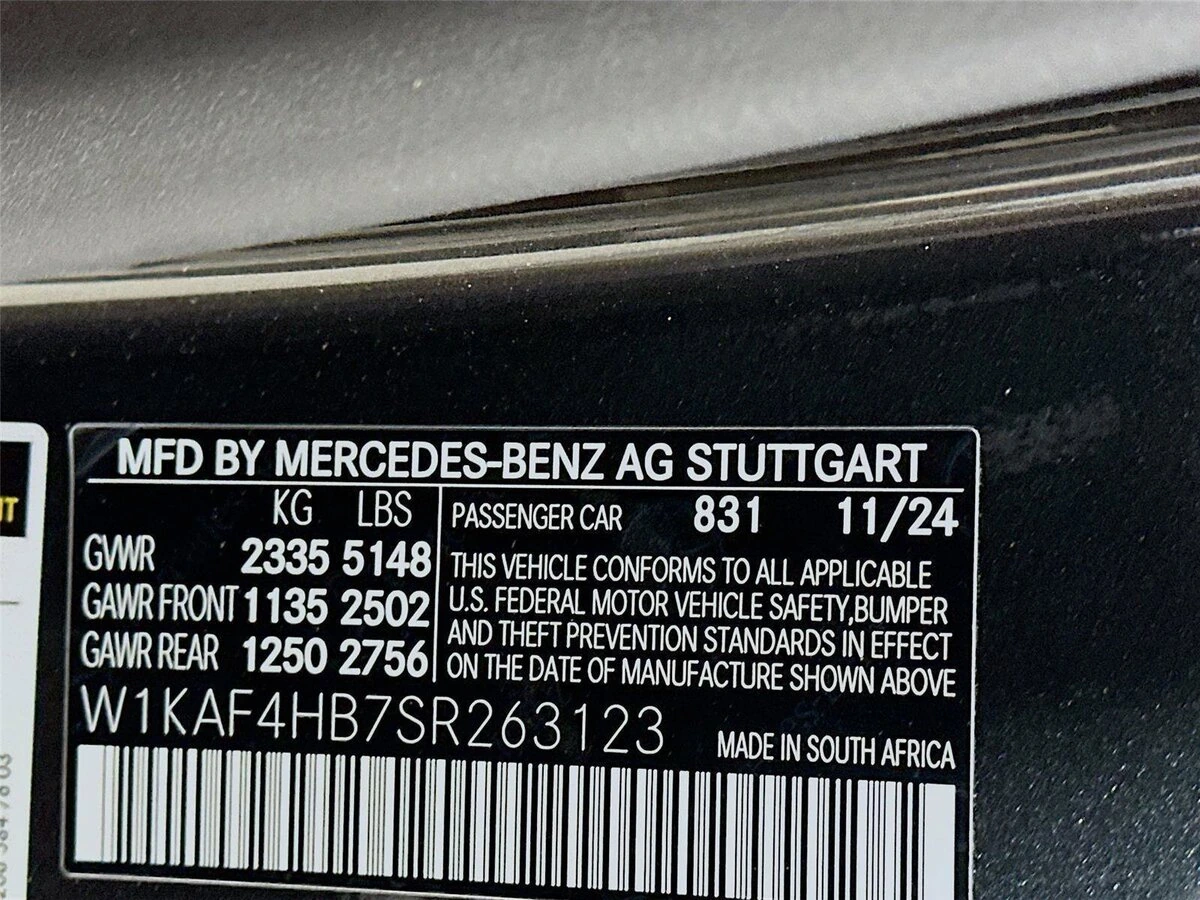 MFD BY MERCEDES-BENZ AG STUTTGART
KG LBS
GVWR 2335 5148
GAWR FRONT 1135 2502
GAWR REAR 1250 2756
PASSENGER CAR 831 11/24
THIS VEHICLE CONFORMS TO ALL APPLICABLE
U.S. FEDERAL MOTOR VEHICLE SAFETY,BUMPER
AND THEFT PREVENTION STANDARDS IN EFFECT
ON THE DATE OF MANUFACTURE SHOWN ABOVE
W1KAF4HB7SR263123
MADE IN SOUTH AFRICA